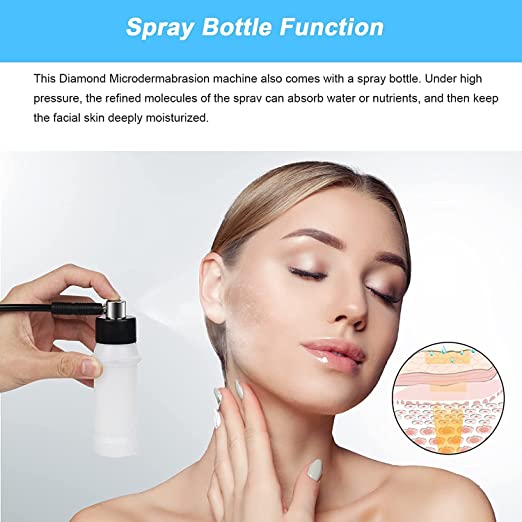 Spray Bottle Function
This Diamond Microdermabrasion machine also comes with a spray bottle. Under high
pressure, the refined molecules of the sprav can absorb water or nutrients, and then keep
the facial skin deeply moisturized.